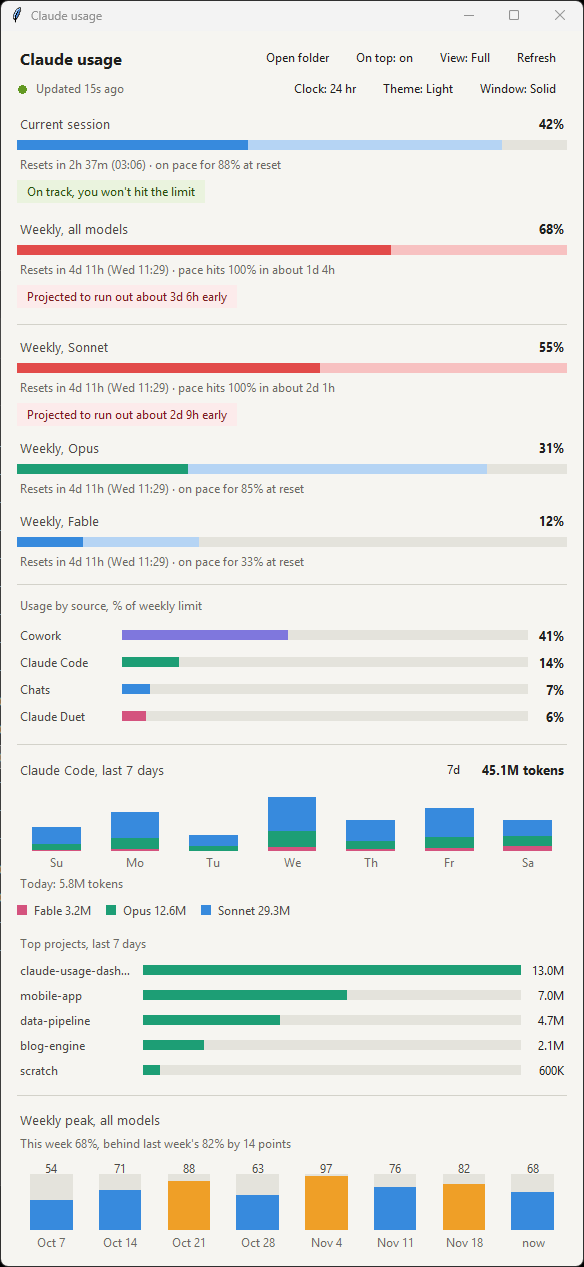 Claude usage
Claude usage
Open folder On top: on View: Full Refresh
Updated 15s ago
Clock: 24 hr Theme: Light Window: Solid
Current session 42%
Resets in 2h 37m (03:06) · on pace for 88% at reset
On track, you won't hit the limit
Weekly, all models 68%
Resets in 4d 11h (Wed 11:29) · pace hits 100% in about 1d 4h
Projected to run out about 3d 6h early
Weekly, Sonnet 55%
Resets in 4d 11h (Wed 11:29) · pace hits 100% in about 2d 1h
Projected to run out about 2d 9h early
Weekly, Opus 31%
Resets in 4d 11h (Wed 11:29) · on pace for 85% at reset
Weekly, Fable 12%
Resets in 4d 11h (Wed 11:29) · on pace for 33% at reset
Usage by source, % of weekly limit
Cowork 41%
Claude Code 14%
Chats 7%
Claude Duet 6%
Claude Code, last 7 days 7d 45.1M tokens
Su Mo Tu We Th Fr Sa
Today: 5.8M tokens
Fable 3.2M Opus 12.6M Sonnet 29.3M
Top projects, last 7 days
claude-usage-dash... 13.0M
mobile-app 7.0M
data-pipeline 4.7M
blog-engine 2.1M
scratch 600K
Weekly peak, all models
This week 68%, behind last week's 82% by 14 points
54 71 88 63 97 76 82 68
Oct 7 Oct 14 Oct 21 Oct 28 Nov 4 Nov 11 Nov 18 now